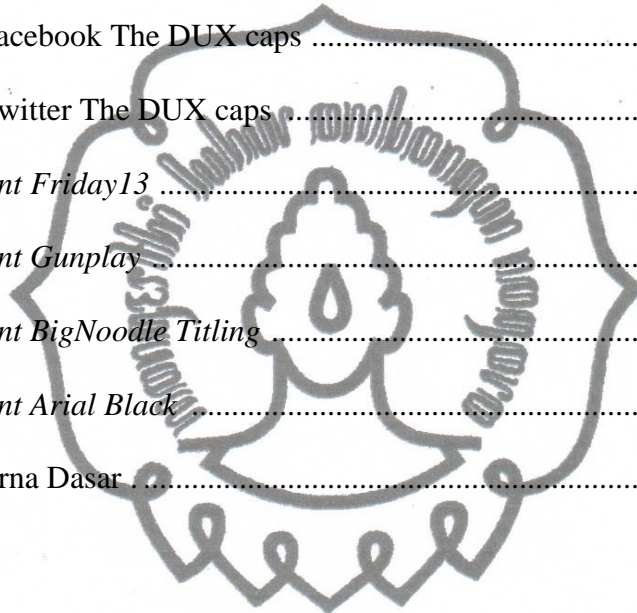 acebook The DUX caps ....................................................
witter The DUX caps ......................................................
nt Friday13 ......................................................................
nt Gunplay .......................................................................
nt BigNoodle Titling ........................................................
nt Arial Black ...................................................................
rna Dasar .........................................................................